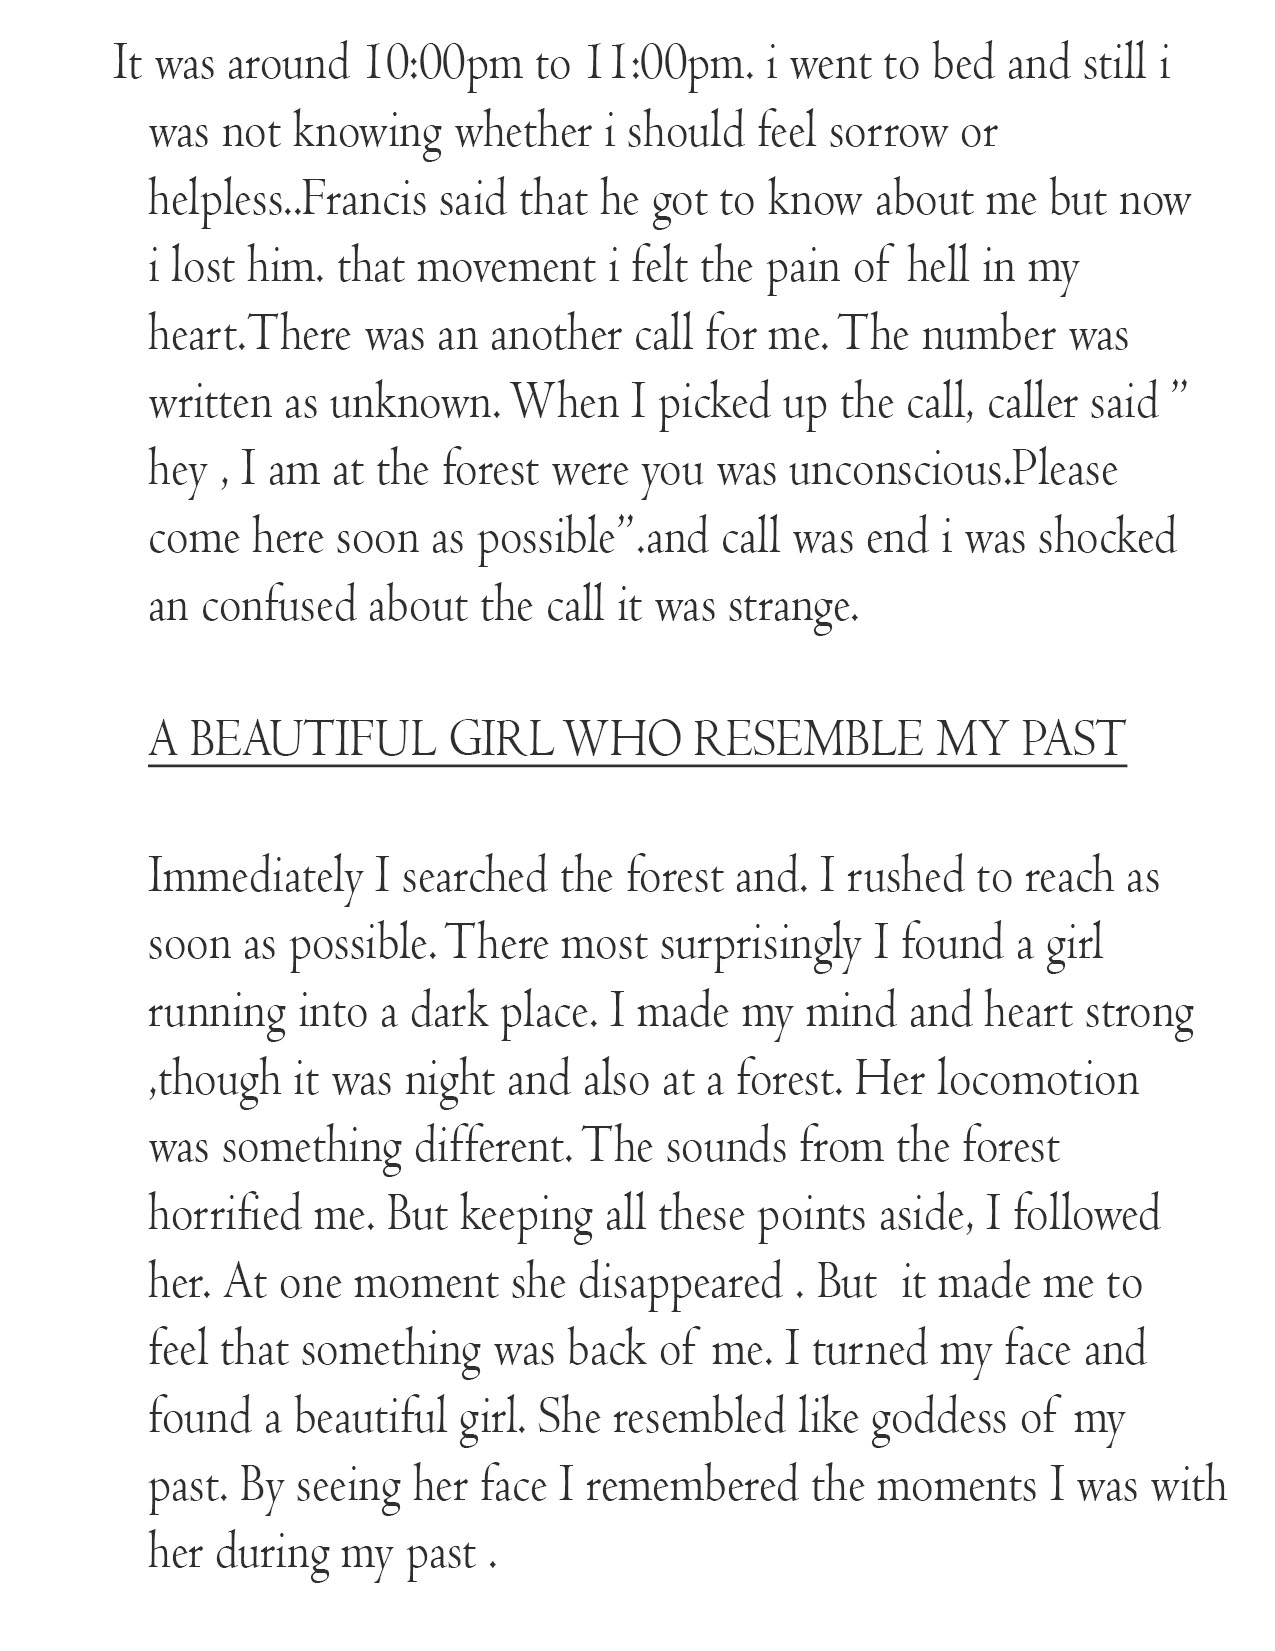 It was around 10:00pm to 11:00pm. i went to bed and still i
was not knowing whether i should feel sorrow or
helpless..Francis said that he got to know about me but now
i lost him. that movement i felt the pain of hell in my
heart.There was an another call for me. The number was
written as unknown. When I picked up the call, caller said ”
hey , I am at the forest were you was unconscious.Please
come here soon as possible”.and call was end i was shocked
an confused about the call it was strange.
A BEAUTIFUL GIRL WHO RESEMBLE MY PAST
Immediately I searched the forest and. I rushed to reach as
soon as possible. There most surprisingly I found a girl
running into a dark place. I made my mind and heart strong
,though it was night and also at a forest. Her locomotion
was something different. The sounds from the forest
horrified me. But keeping all these points aside, I followed
her. At one moment she disappeared . But  it made me to
feel that something was back of me. I turned my face and
found a beautiful girl. She resembled like goddess of my
past. By seeing her face I remembered the moments I was with
her during my past .